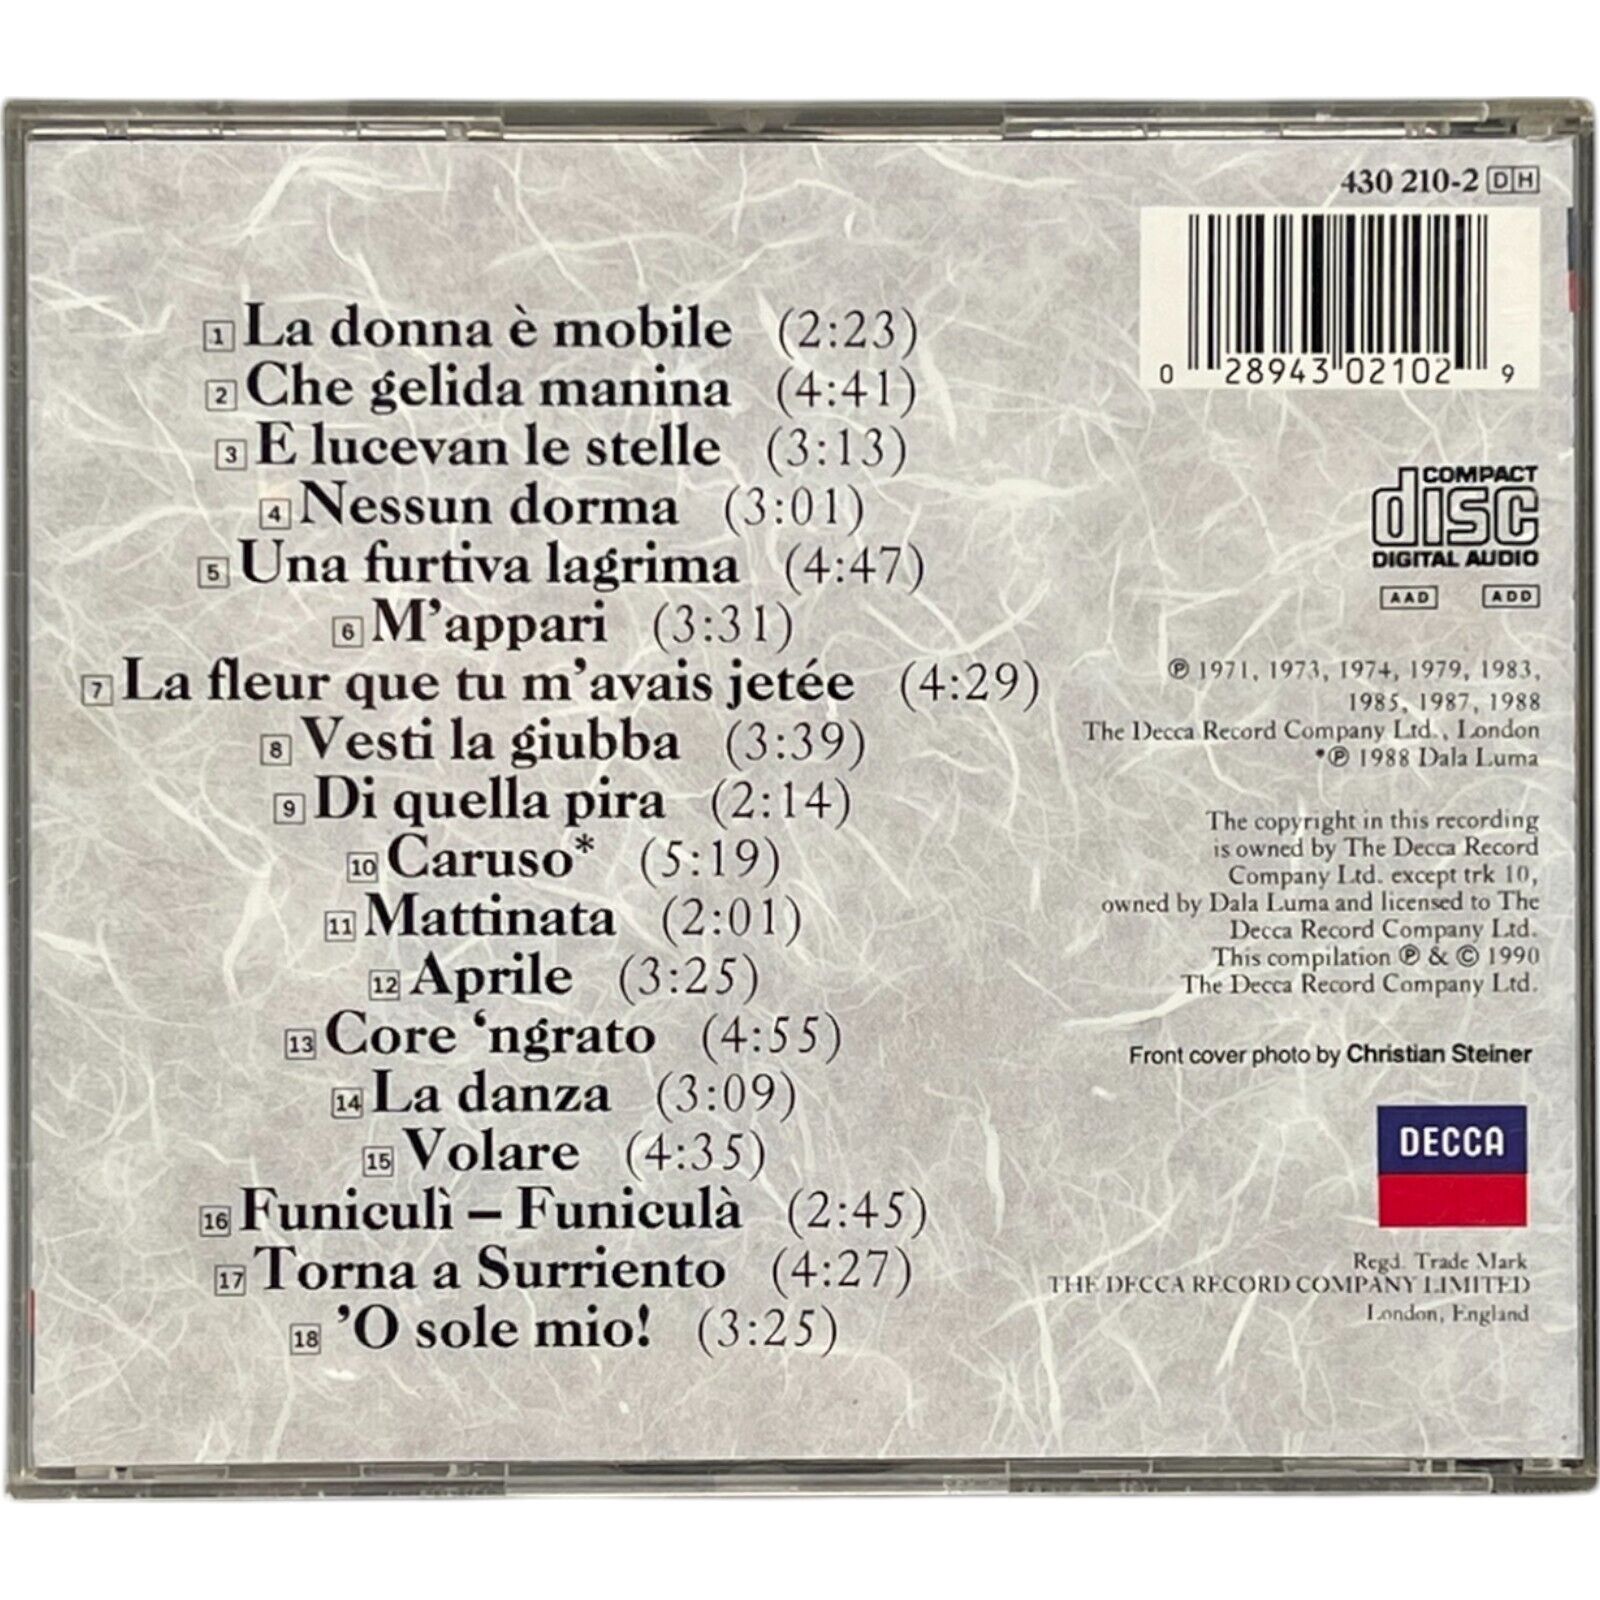 430 210-2 DH
0 28943 02102 9
1 La donna è mobile (2:23)
2 Che gelida manina (4:41)
3 E lucevan le stelle (3:13)
4 Nessun dorma (3:01)
5 Una furtiva lagrima (4:47)
6 M’appari (3:31)
7 La fleur que tu m’avais jetée (4:29)
8 Vesti la giubba (3:39)
9 Di quella pira (2:14)
10 Caruso* (5:19)
11 Mattinata (2:01)
12 Aprile (3:25)
13 Core ‘ngrato (4:55)
14 La danza (3:09)
15 Volare (4:35)
16 Funiculì – Funiculà (2:45)
17 Torna a Surriento (4:27)
18 ’O sole mio! (3:25)
COMPACT
disc
DIGITAL AUDIO
AAD ADD
℗ 1971, 1973, 1974, 1979, 1983,
1985, 1987, 1988
The Decca Record Company Ltd., London
*℗ 1988 Dala Luma
The copyright in this recording
is owned by The Decca Record
Company Ltd. except trk 10,
owned by Dala Luma and licensed to The
Decca Record Company Ltd.
This compilation ℗ & © 1990
The Decca Record Company Ltd.
Front cover photo by Christian Steiner
DECCA
Regd. Trade Mark
THE DECCA RECORD COMPANY LIMITED
London, England